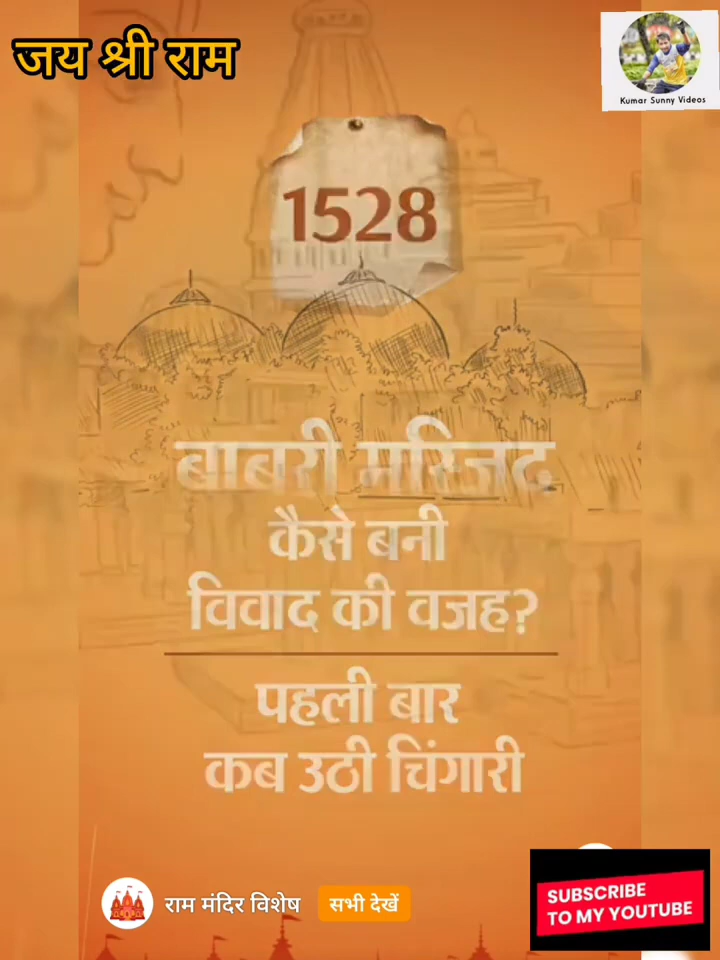 जय श्री राम
Kumar Sunny Videos
1528
बाबरी मस्जिद
कैसे बनी
विवाद की वजह?
पहली बार
कब उठी चिंगारी
राम मंदिर विशेष
सभी देखें
SUBSCRIBE
TO MY YOUTUBE